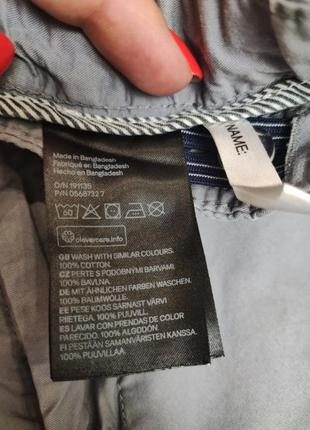 Made in Bangladesh
Fabriqué en Bangladesh
Hecho en Bangladesh
O/N 191135
P/N 05687327
60
clevercare.info
GB WASH WITH SIMILAR COLOURS.
100% COTTON.
CZ PERTE S PODOBNÝMI BARVAMI.
100% BAVLNA.
DE MIT ÄHNLICHEN FARBEN WASCHEN.
100% BAUMWOLLE.
EE PESE KOOS SARNAST VÄRVI
RIIETEGA. 100% PUUVILL.
ES LAVAR CON PRENDAS DE COLOR
PARECIDO. 100% ALGODÓN.
FI PESTÄÄN SAMANVÄRISTEN KANSSA.
100% PUUVILLAA.
NAME: